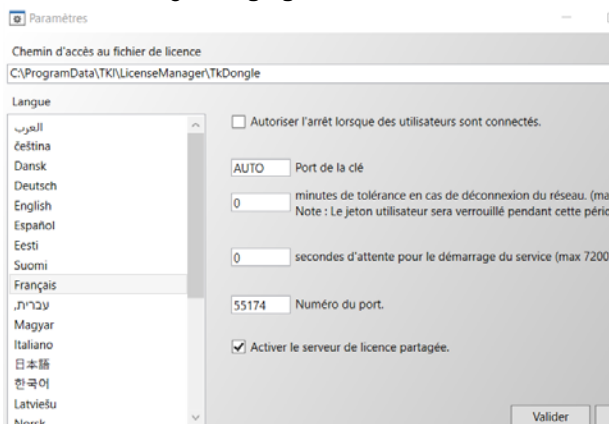 Paramètres
Chemin d'accès au fichier de licence
C:\ProgramData\TKI\LicenseManager\TkDongle
Langue
العرب
čeština
Dansk
Deutsch
English
Español
Eesti
Suomi
Français
עברית,
Magyar
Italiano
日本語
한국어
Latviešu
Norsk
Autoriser l'arrêt lorsque des utilisateurs sont connectés.
AUTO Port de la clé
0 minutes de tolérance en cas de déconnexion du réseau. (ma
Note : Le jeton utilisateur sera verrouillé pendant cette péri
0 secondes d'attente pour le démarrage du service (max 7200
55174 Numéro du port.
Activer le serveur de licence partagée.
Valider